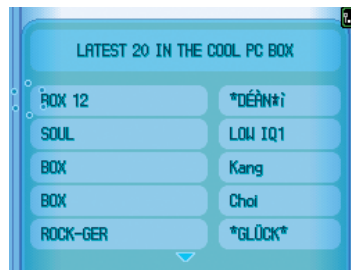 LATEST 20 IN THE COOL PC BOX
ROX 12 *DÉÀN*ì
SOUL LOW IQ1
BOX Kang
BOX Choi
ROCK-GER *GLÜCK*